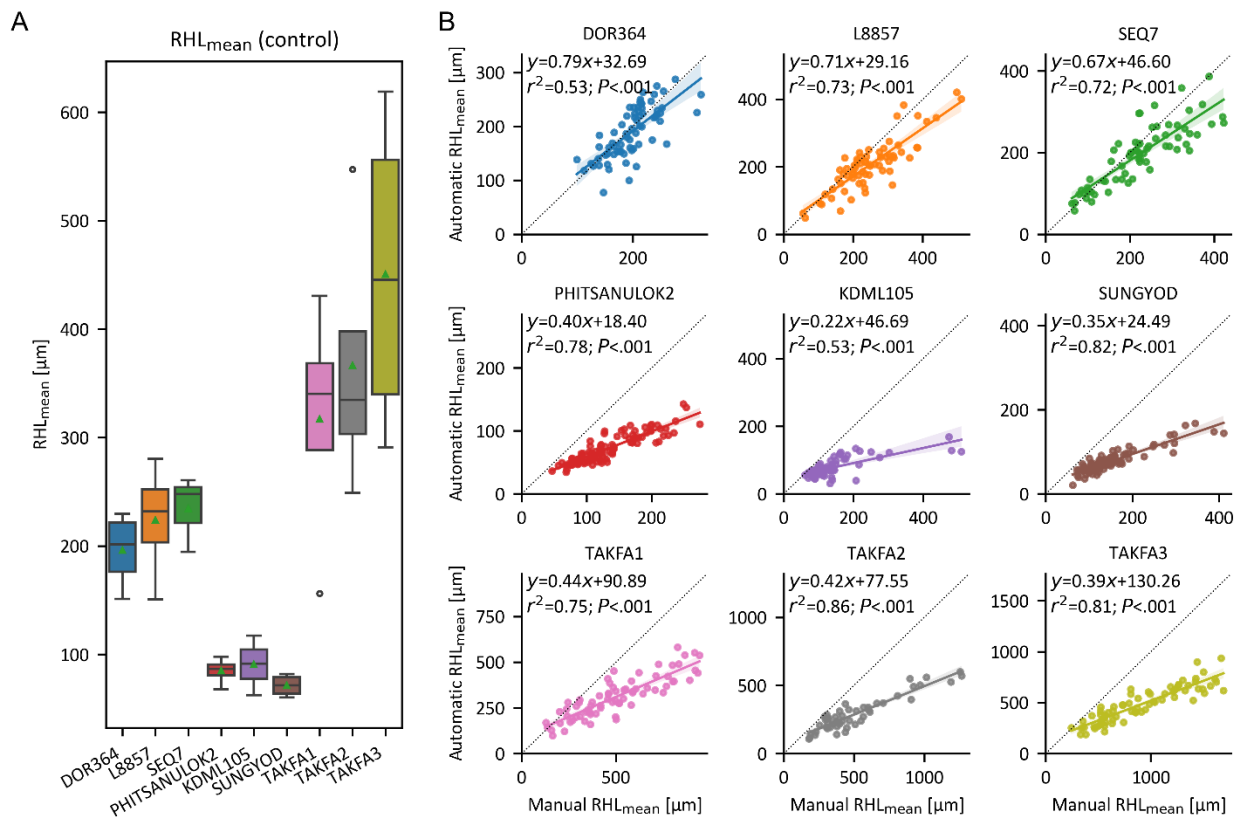 A
RHLmean (control)
RHLmean [µm]
600
500
400
300
200
100
DOR364
L8857
SEQ7
PHITSANULOK2
KDML105
SUNGYOD
TAKFA1
TAKFA2
TAKFA3
B
DOR364
y=0.79x+32.69
r²=0.53; P<.001
Automatic RHLmean [µm]
300
200
100
0
200
L8857
y=0.71x+29.16
r²=0.73; P<.001
400
200
0
0
200
400
SEQ7
y=0.67x+46.60
r²=0.72; P<.001
400
200
0
0
200
400
PHITSANULOK2
y=0.40x+18.40
r²=0.78; P<.001
Automatic RHLmean [µm]
200
100
0
0
100
200
KDML105
y=0.22x+46.69
r²=0.53; P<.001
400
200
0
0
200
400
SUNGYOD
y=0.35x+24.49
r²=0.82; P<.001
400
200
0
0
200
400
TAKFA1
y=0.44x+90.89
r²=0.75; P<.001
Automatic RHLmean [µm]
750
500
250
0
500
Manual RHLmean [µm]
TAKFA2
y=0.42x+77.55
r²=0.86; P<.001
1000
500
0
500
1000
Manual RHLmean [µm]
TAKFA3
y=0.39x+130.26
r²=0.81; P<.001
1500
1000
500
0
1000
Manual RHLmean [µm]